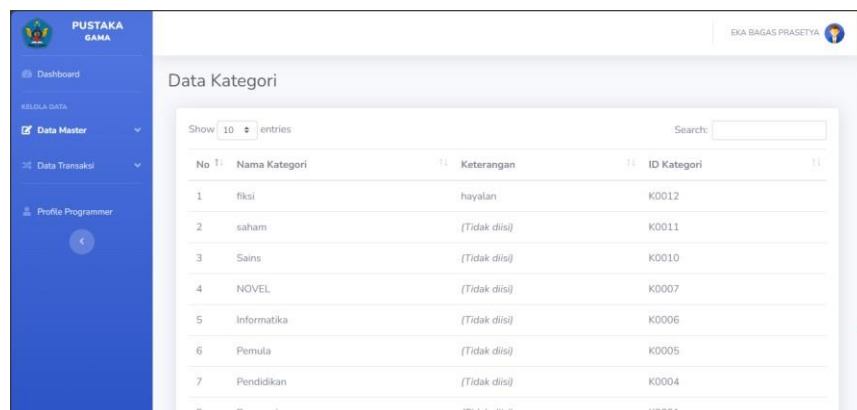 PUSTAKA
GAMA
EKA BAGAS PRASETYA
Dashboard
KELOLA DATA
Data Master
Data Transaksi
Profile Programmer
Data Kategori
Show 10 entries
Search:
No Nama Kategori Keterangan ID Kategori
1 fiksi hayalan K0012
2 saham (Tidak diisi) K0011
3 Sains (Tidak diisi) K0010
4 NOVEL (Tidak diisi) K0007
5 Informatika (Tidak diisi) K0006
6 Pemula (Tidak diisi) K0005
7 Pendidikan (Tidak diisi) K0004